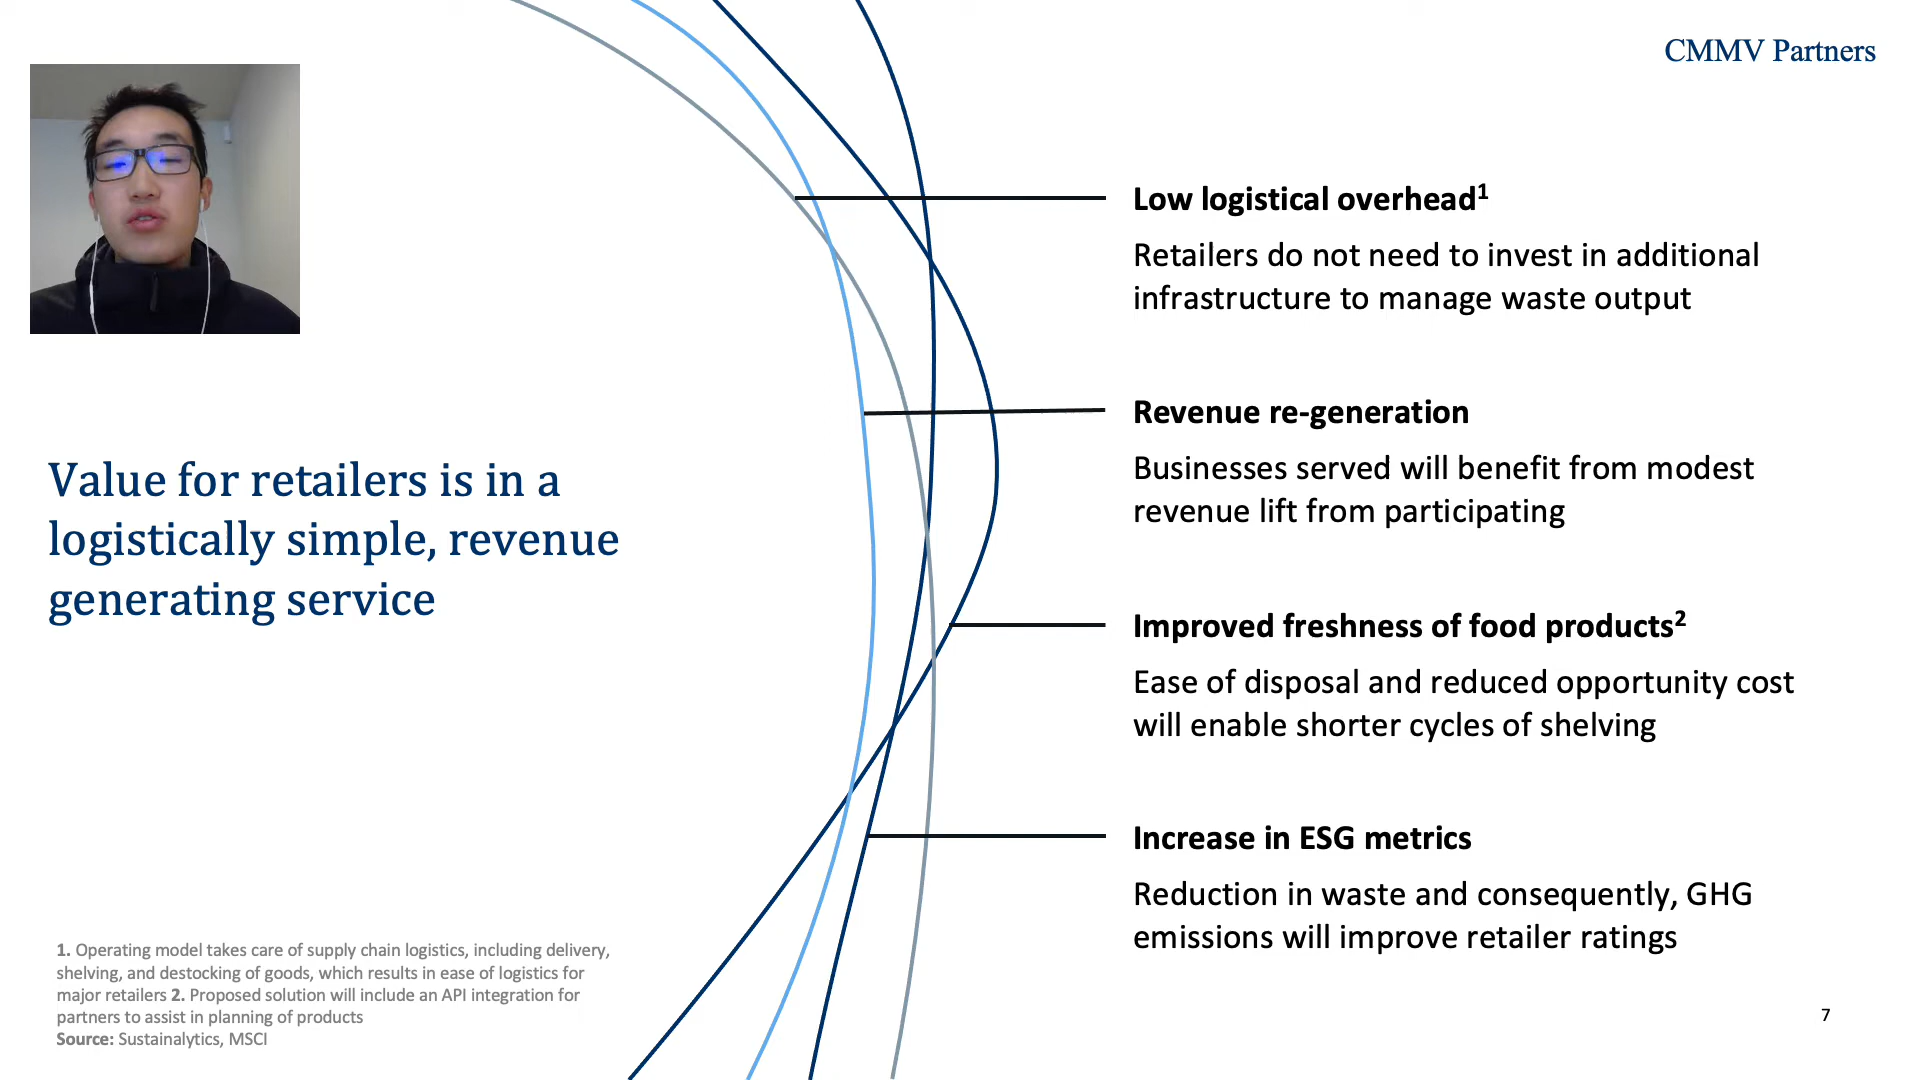 CMMV Partners
Low logistical overhead¹
Retailers do not need to invest in additional
infrastructure to manage waste output
Revenue re-generation
Businesses served will benefit from modest
revenue lift from participating
Value for retailers is in a
logistically simple, revenue
generating service
Improved freshness of food products²
Ease of disposal and reduced opportunity cost
will enable shorter cycles of shelving
Increase in ESG metrics
Reduction in waste and consequently, GHG
emissions will improve retailer ratings
1. Operating model takes care of supply chain logistics, including delivery,
shelving, and destocking of goods, which results in ease of logistics for
major retailers 2. Proposed solution will include an API integration for
partners to assist in planning of products
Source: Sustainalytics, MSCI
7